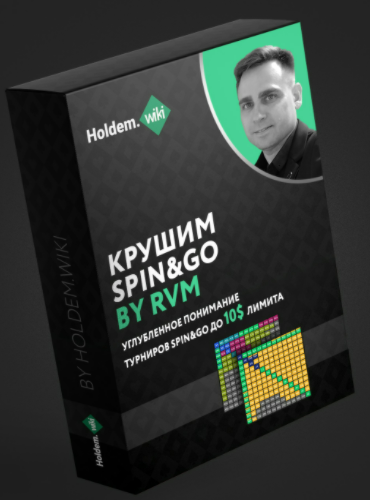 Holdem.wiki
КРУШИМ
SPIN&GO
BY RVM
УГЛУБЛЕННОЕ ПОНИМАНИЕ
ТУРНИРОВ SPIN&GO ДО 10$ ЛИМИТА
BY HOLDEM.WIKI
Holdem.wiki